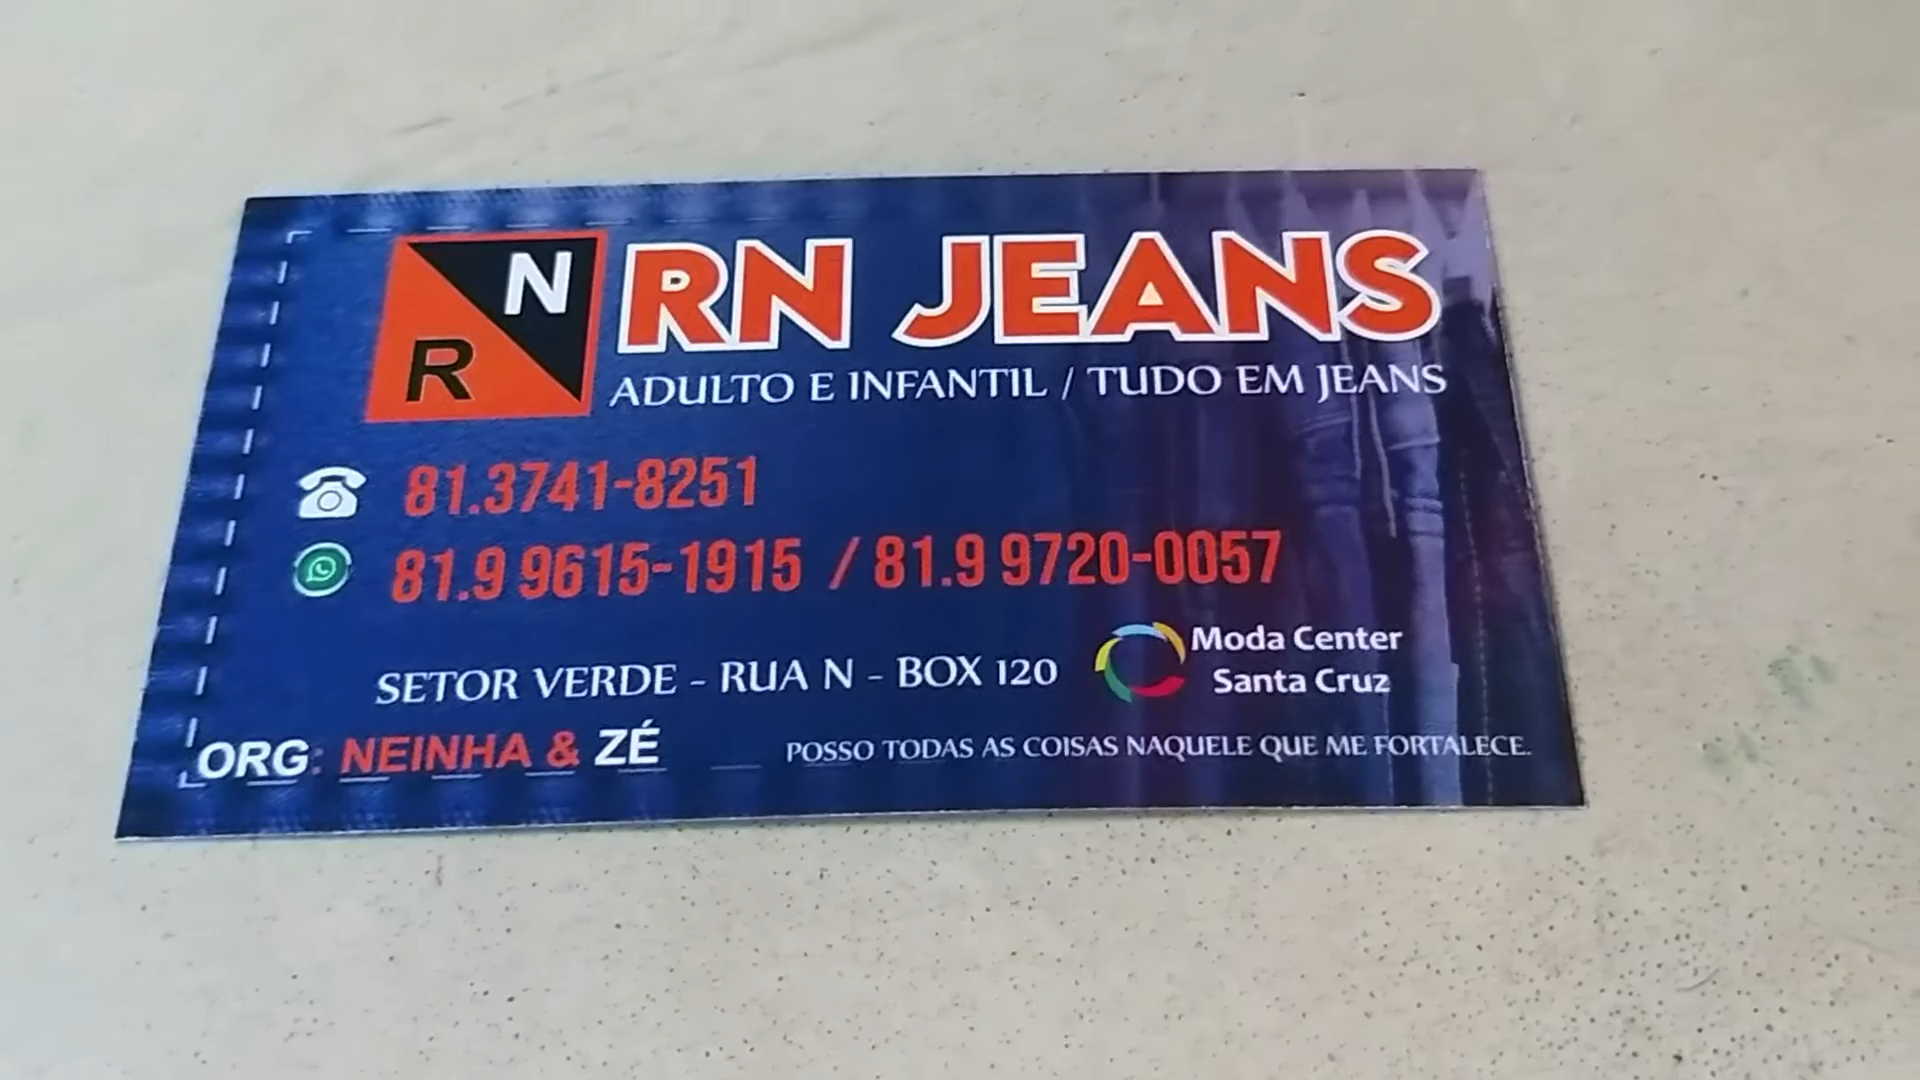 N
R
RN JEANS
ADULTO E INFANTIL / TUDO EM JEANS
81.3741-8251
81.9 9615-1915 / 81.9 9720-0057
SETOR VERDE - RUA N - BOX 120
Moda Center
Santa Cruz
ORG: NEINHA & ZÉ
POSSO TODAS AS COISAS NAQUELE QUE ME FORTALECE.